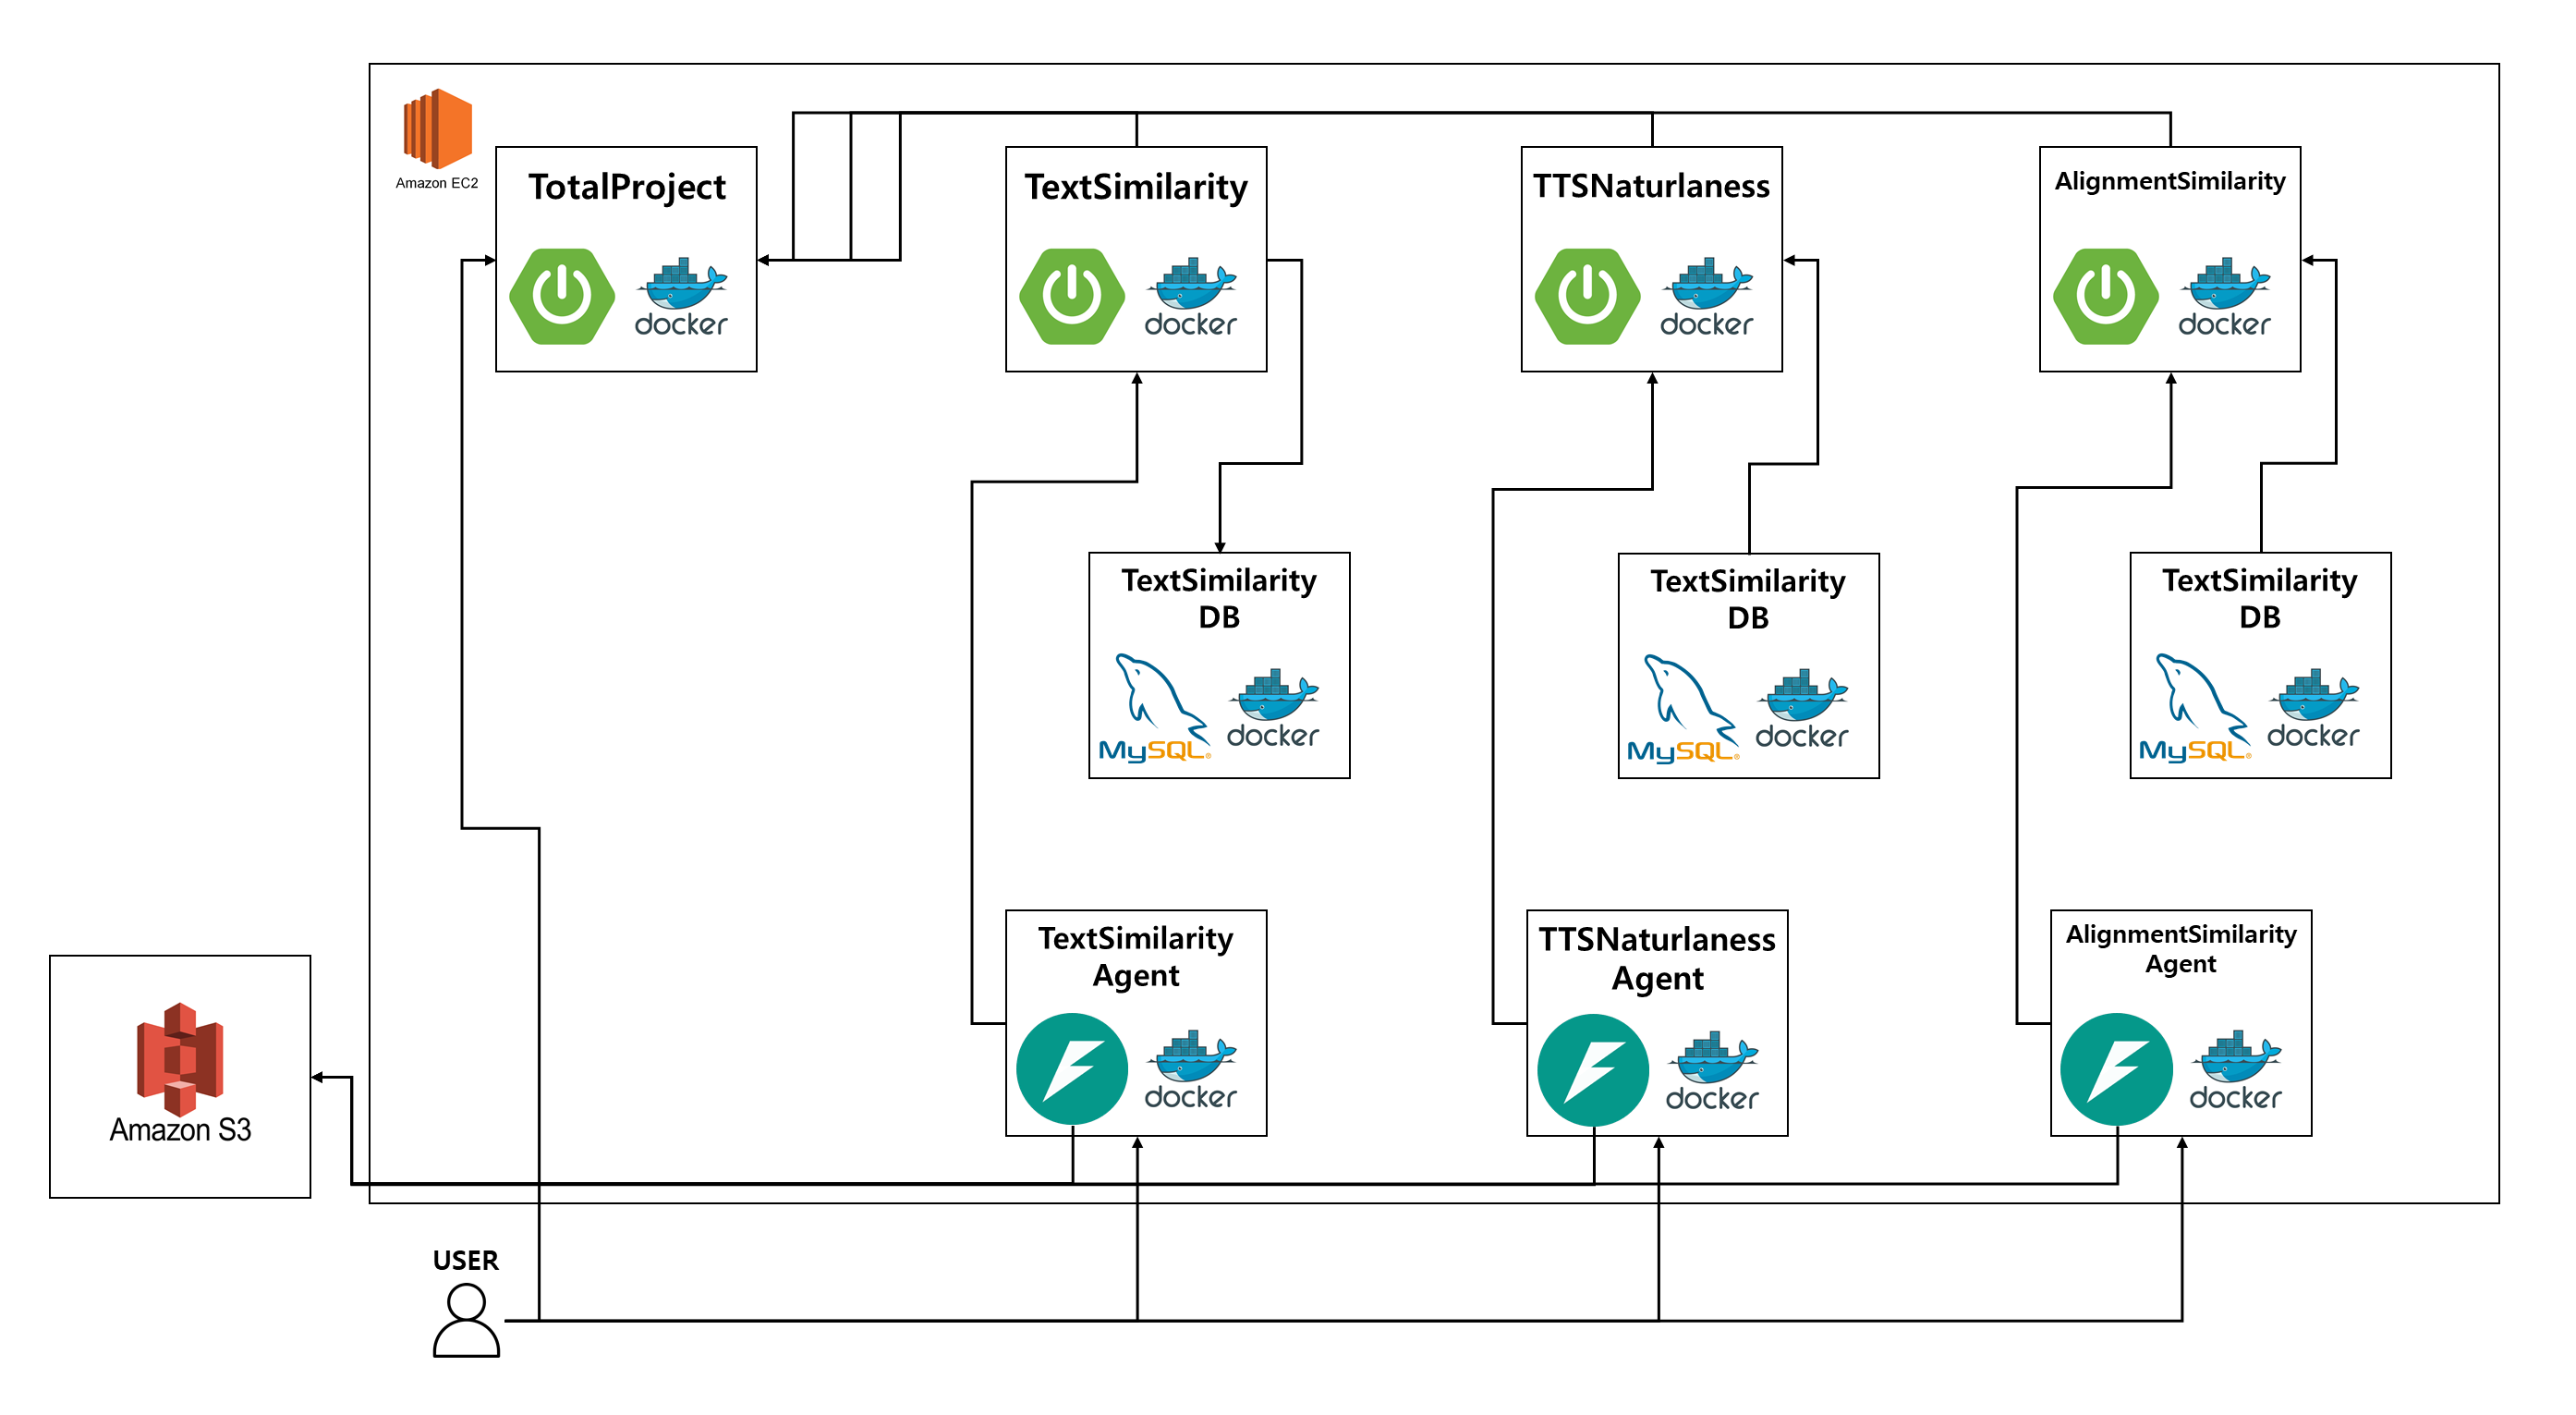 Amazon EC2
TotalProject
docker
TextSimilarity
docker
TTSNaturlaness
docker
AlignmentSimilarity
docker
TextSimilarity
DB
MySQL®
docker
TextSimilarity
DB
MySQL®
docker
TextSimilarity
DB
MySQL®
docker
Amazon S3
TextSimilarity
Agent
docker
TTSNaturlaness
Agent
docker
AlignmentSimilarity
Agent
docker
USER